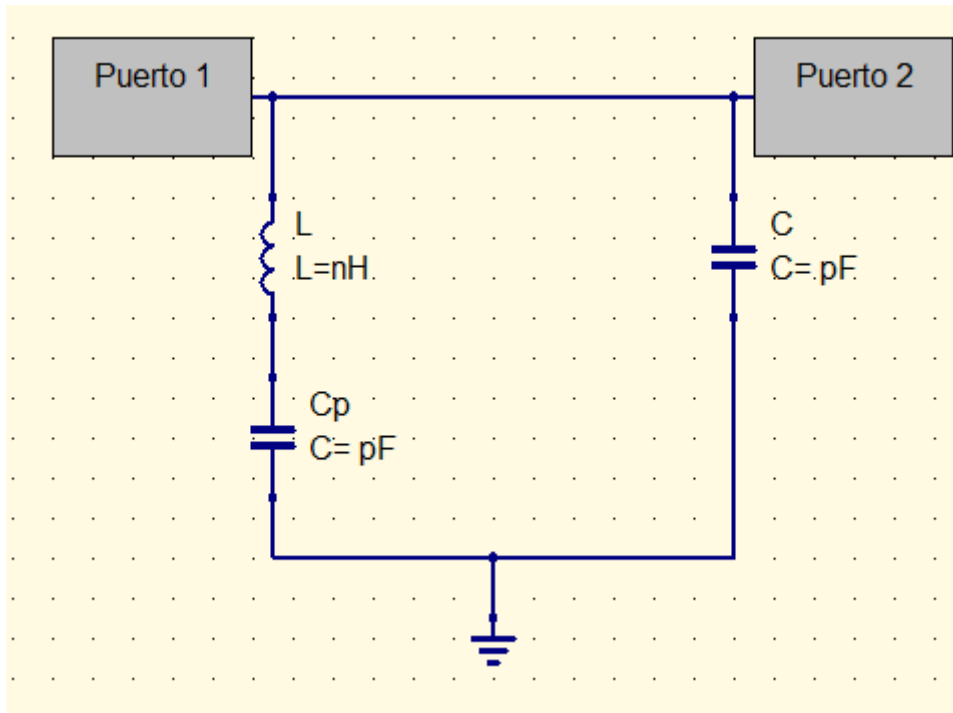 Puerto 1
Puerto 2
L
L=nH
C
C= pF
Cp
C= pF